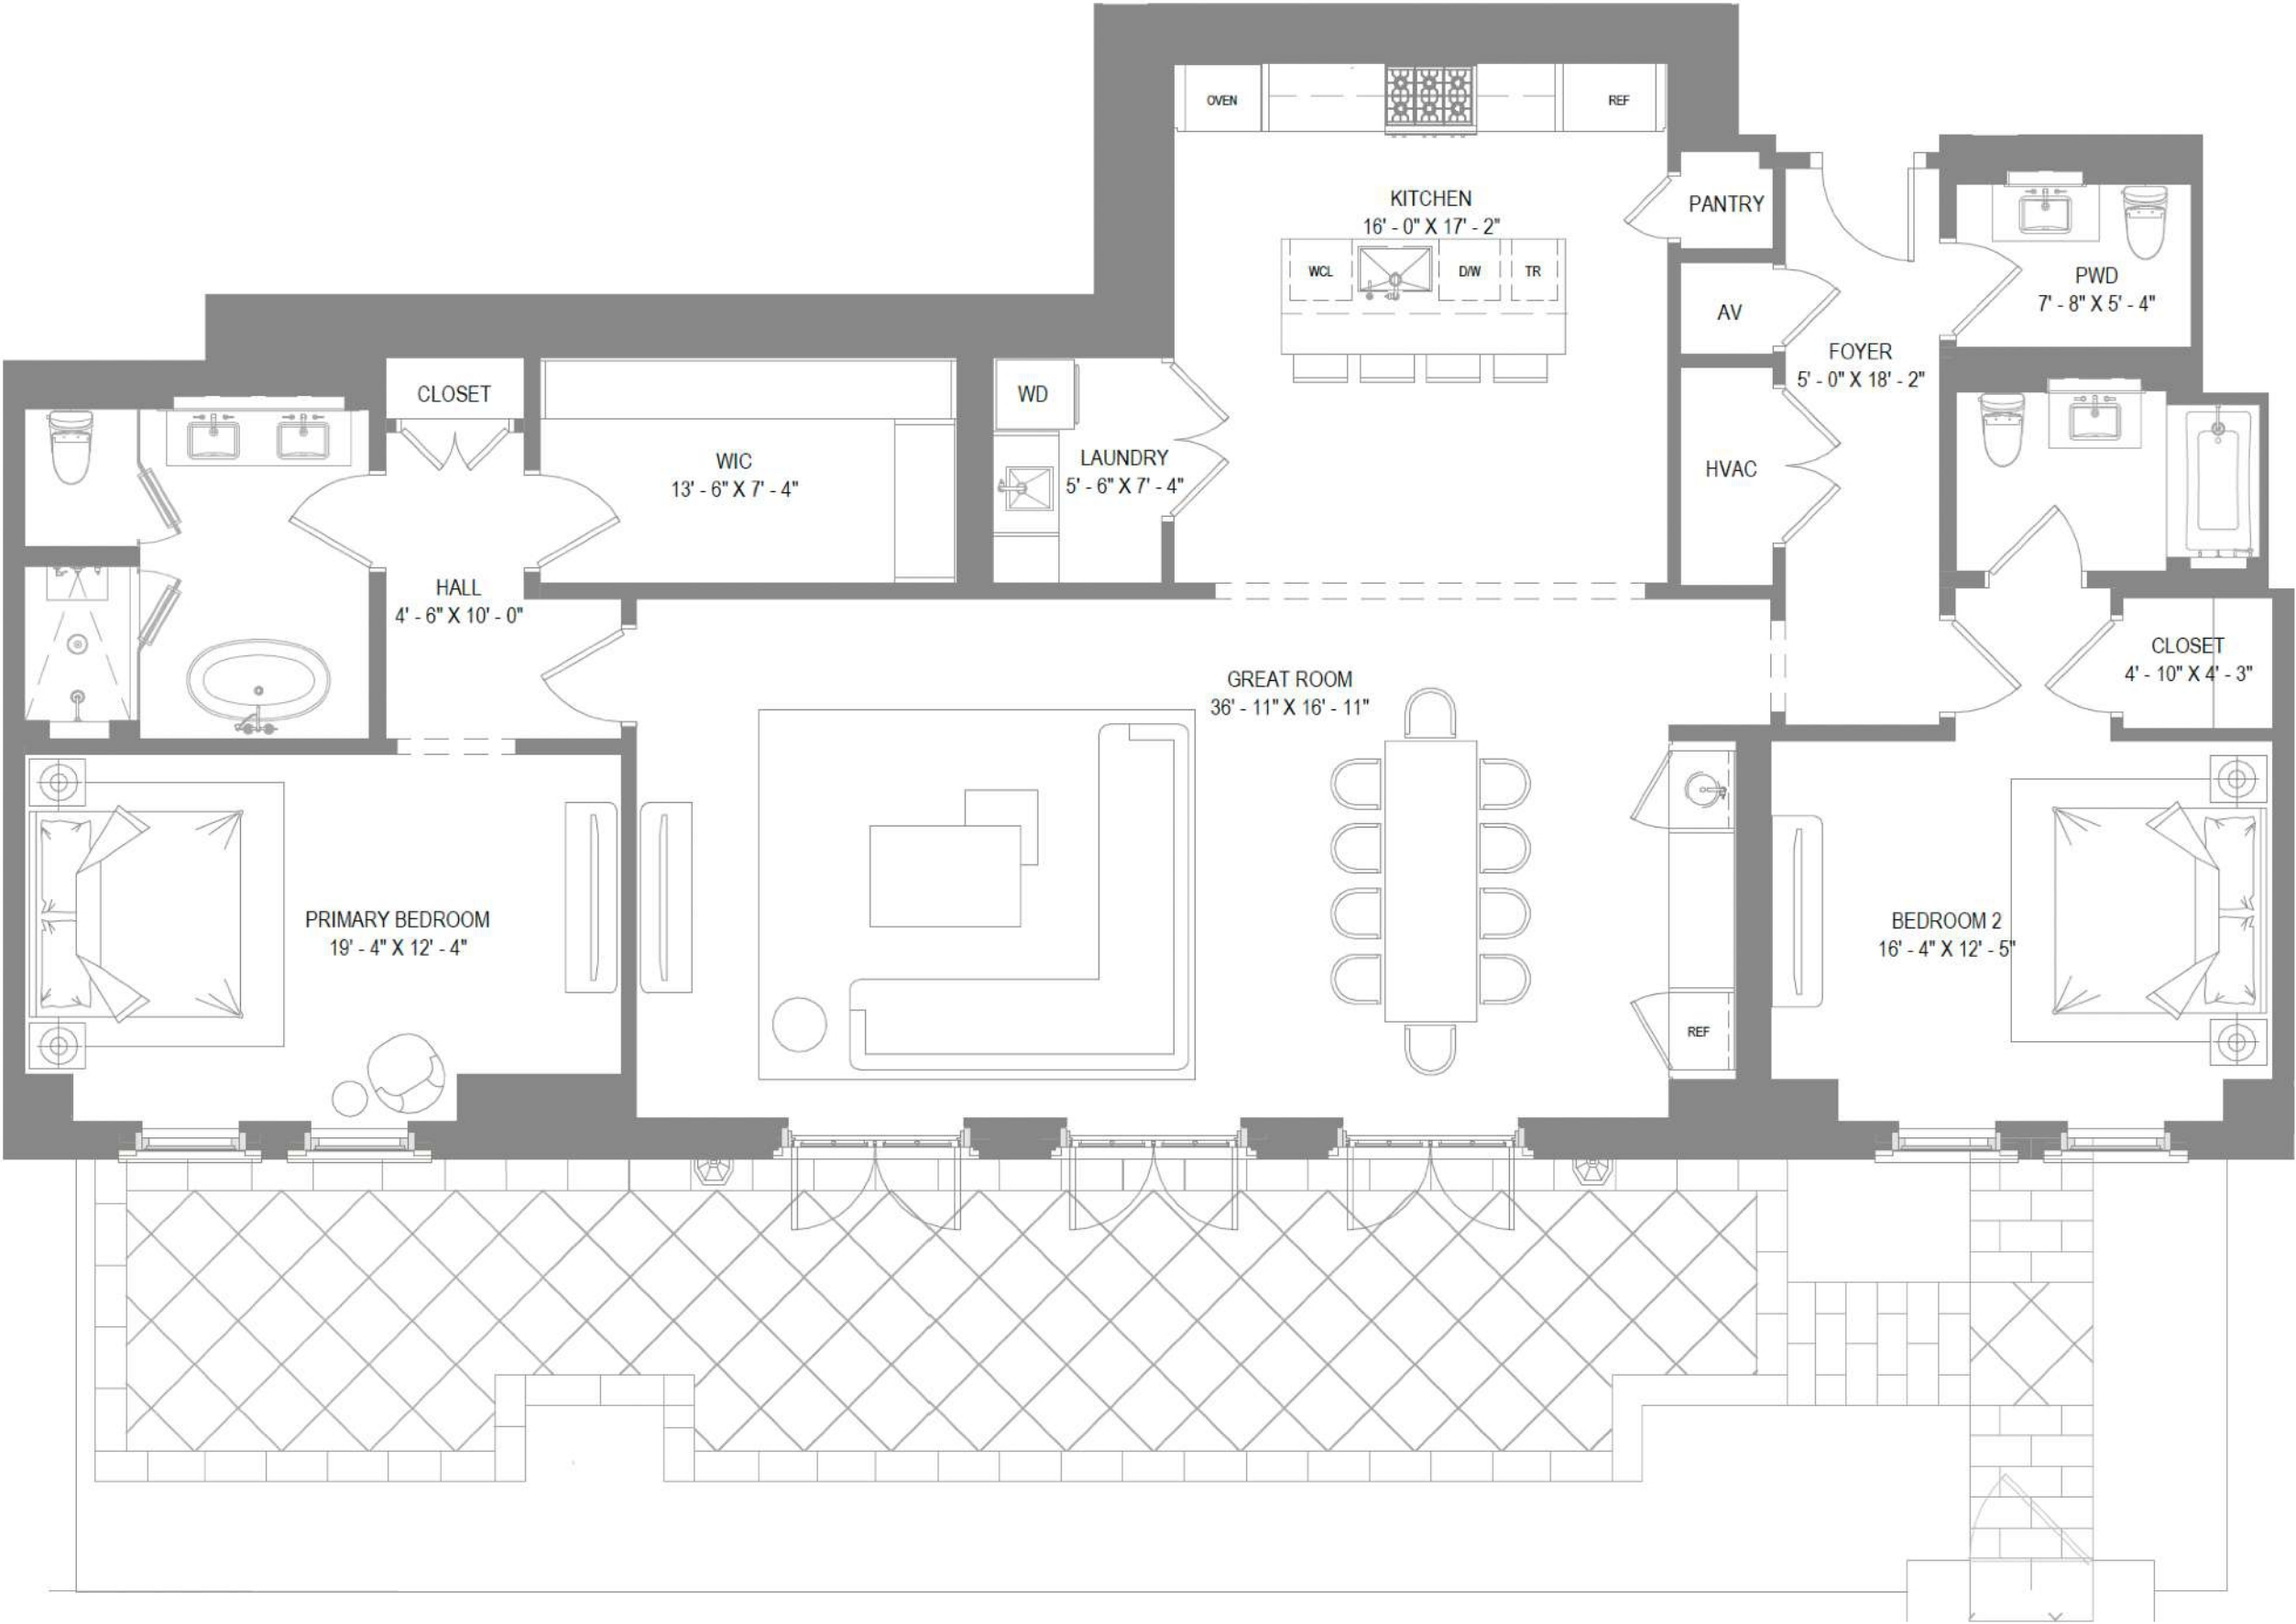 OVEN
REF
KITCHEN
16' - 0" X 17' - 2"
PANTRY
WCL
D/W
TR
PWD
7' - 8" X 5' - 4"
AV
FOYER
5' - 0" X 18' - 2"
CLOSET
WD
WIC
13' - 6" X 7' - 4"
LAUNDRY
5' - 6" X 7' - 4"
HVAC
HALL
4' - 6" X 10' - 0"
CLOSET
4' - 10" X 4' - 3"
GREAT ROOM
36' - 11" X 16' - 11"
PRIMARY BEDROOM
19' - 4" X 12' - 4"
BEDROOM 2
16' - 4" X 12' - 5"
REF